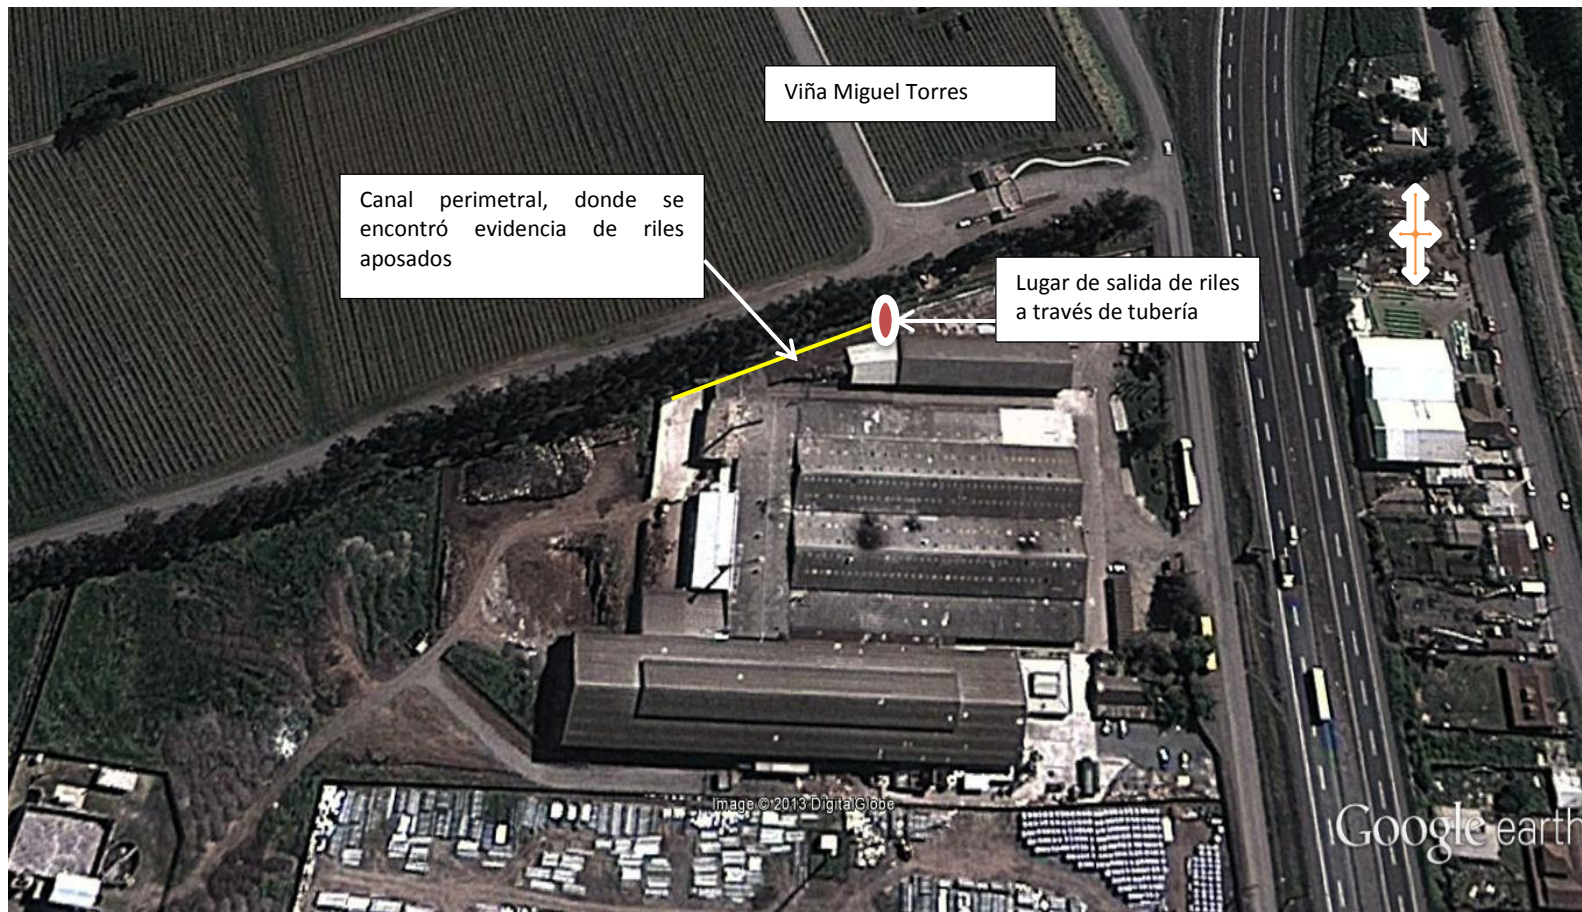 Viña Miguel Torres
N
Canal perimetral, donde se
encontró evidencia de riles
aposados
Lugar de salida de riles
a través de tubería
Image © 2013 DigitalGlobe
Google earth